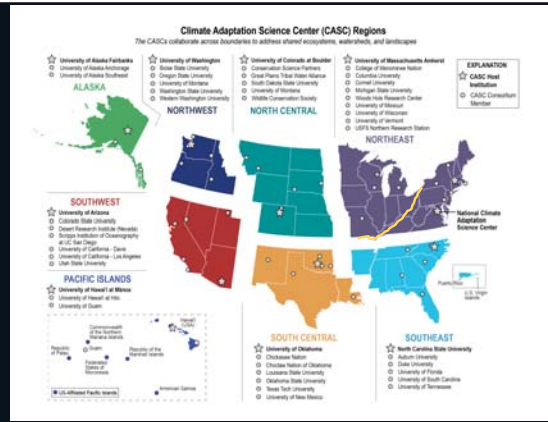 Climate Adaptation Science Center (CASC) Regions
The CASCs collaborate across boundaries to address shared ecosystems, watersheds, and landscapes
University of Alaska Fairbanks
University of Alaska Anchorage
University of Alaska Southeast
ALASKA
University of Washington
Boise State University
Oregon State University
University of Montana
Washington State University
Western Washington University
NORTHWEST
University of Colorado at Boulder
Conservation Science Partners
Great Plains Tribal Water Alliance
South Dakota State University
University of Montana
Wildlife Conservation Society
NORTH CENTRAL
University of Massachusetts Amherst
College of Menominee Nation
Columbia University
Cornell University
Michigan State University
Woods Hole Research Center
University of Missouri
University of Wisconsin
University of Vermont
USFS Northern Research Station
NORTHEAST
EXPLANATION
CASC Host
Institution
CASC Consortium
Member
National Climate
Adaptation
Science Center
SOUTHWEST
University of Arizona
Colorado State University
Desert Research Institute (Nevada)
Scripps Institution of Oceanography
at UC San Diego
University of California - Davis
University of California - Los Angeles
Utah State University
PACIFIC ISLANDS
University of Hawai'i at Mānoa
University of Hawai'i at Hilo
University of Guam
Commonwealth
of the Northern
Mariana Islands
Hawai'i
(USA)
Guam
Republic
of Palau
Federated
States of
Micronesia
Republic of the
Marshall Islands
American Samoa
US-Affiliated Pacific Islands
SOUTH CENTRAL
University of Oklahoma
Chickasaw Nation
Choctaw Nation of Oklahoma
Louisiana State University
Oklahoma State University
Texas Tech University
University of New Mexico
Puerto Rico
U.S. Virgin
Islands
SOUTHEAST
North Carolina State University
Auburn University
Duke University
University of Florida
University of South Carolina
University of Tennessee